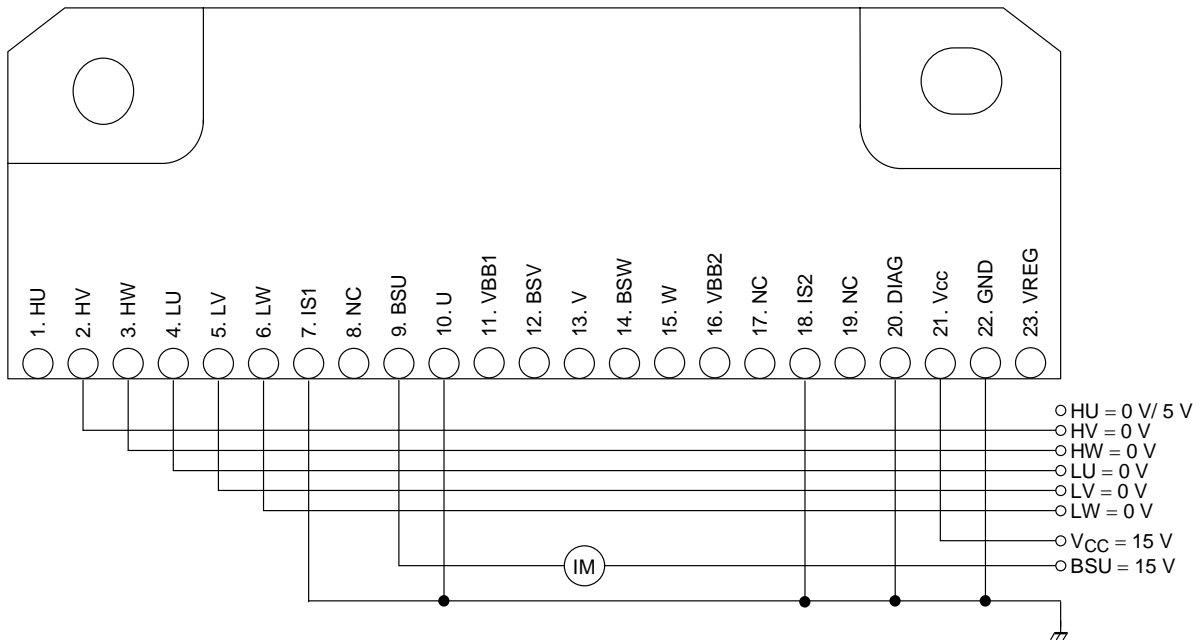 1. HU
2. HV
3. HW
4. LU
5. LV
6. LW
7. IS1
8. NC
9. BSU
10. U
11. VBB1
12. BSV
13. V
14. BSW
15. W
16. VBB2
17. NC
18. IS2
19. NC
20. DIAG
21. Vcc
22. GND
23. VREG
HU = 0 V/ 5 V
HV = 0 V
HW = 0 V
LU = 0 V
LV = 0 V
LW = 0 V
VCC = 15 V
IM
BSU = 15 V